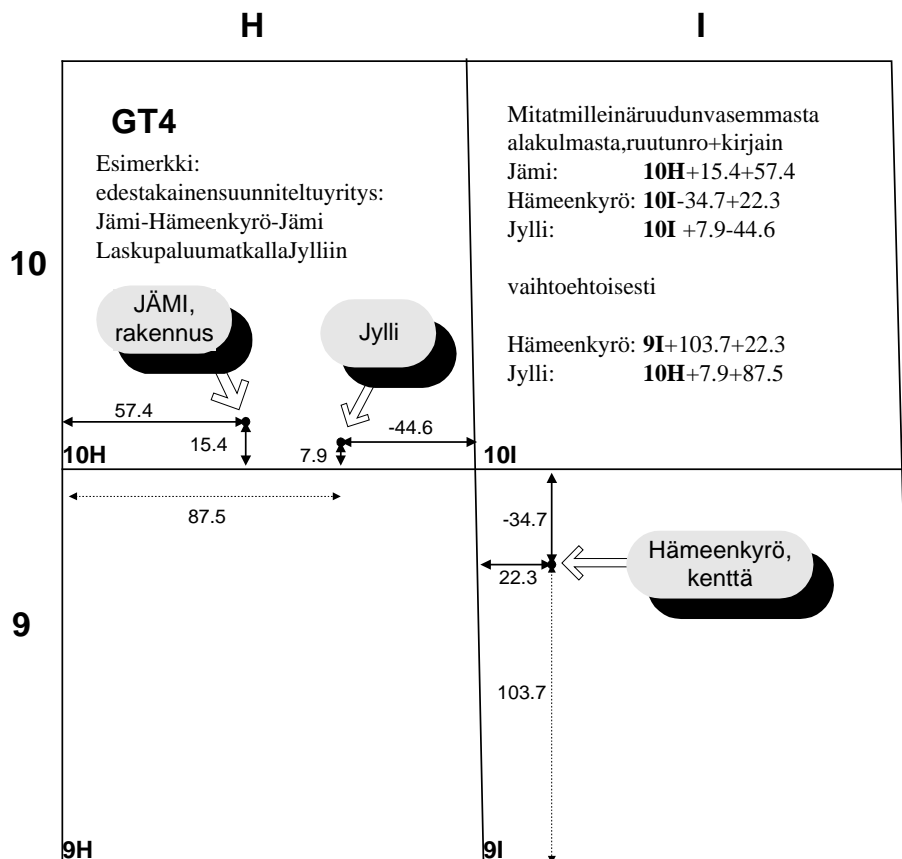 H
I
GT4
Esimerkki:
edestakainensuunniteltuyritys:
Jämi-Hämeenkyrö-Jämi
LaskupaluumatkallaJylliin
Mitatmilleinäruudunvasemmasta
alakulmasta,ruutunro+kirjain
Jämi: 10H+15.4+57.4
Hämeenkyrö: 10I-34.7+22.3
Jylli: 10I +7.9-44.6
vaihtoehtoisesti
Hämeenkyrö: 9I+103.7+22.3
Jylli: 10H+7.9+87.5
10
JÄMI,
rakennus
Jylli
57.4
15.4
7.9
-44.6
10H
10I
87.5
-34.7
22.3
Hämeenkyrö,
kenttä
9
103.7
9H
9I